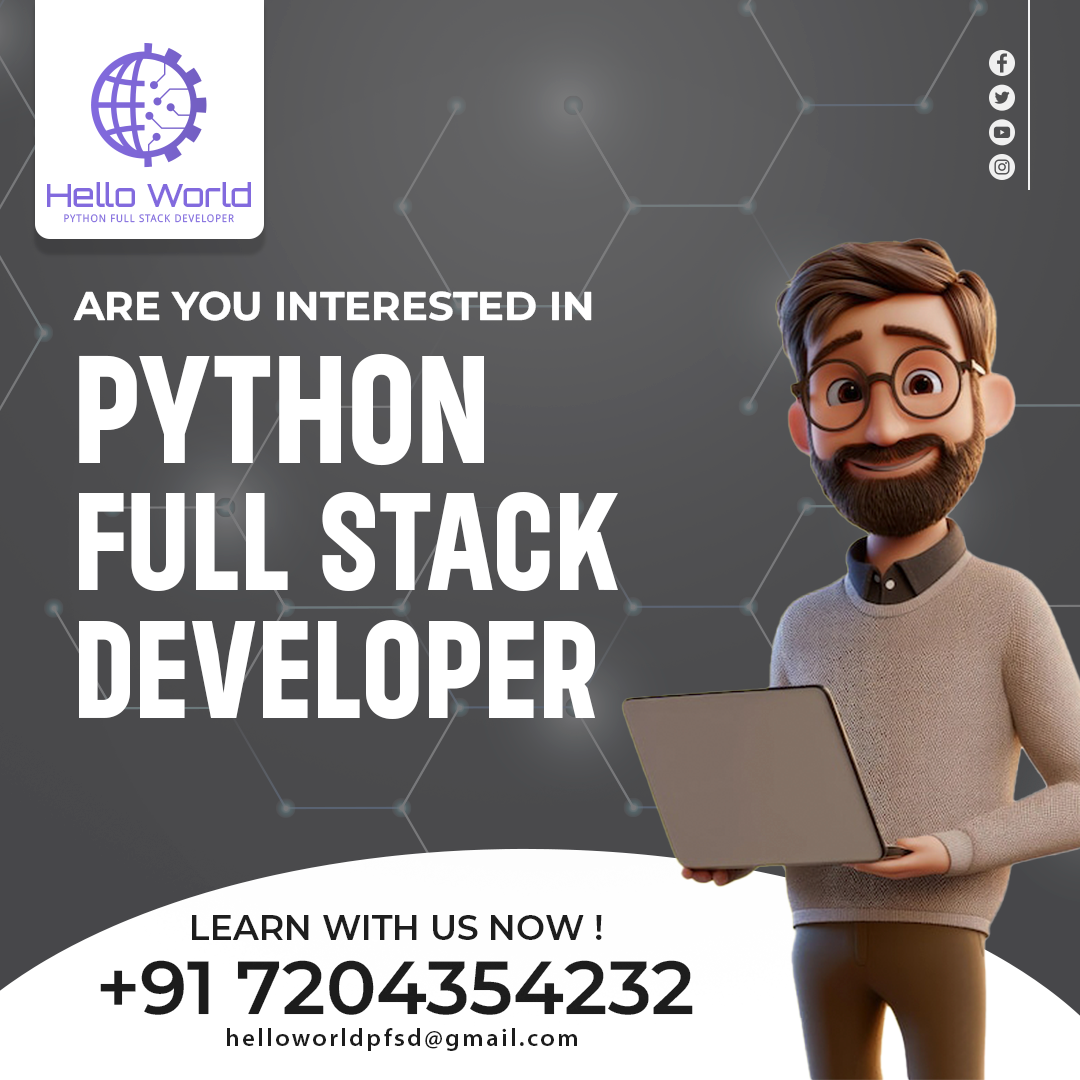 Hello World
PYTHON FULL STACK DEVELOPER
ARE YOU INTERESTED IN
PYTHON
FULL STACK
DEVELOPER
LEARN WITH US NOW !
+91 7204354232
helloworldpfsd@gmail.com